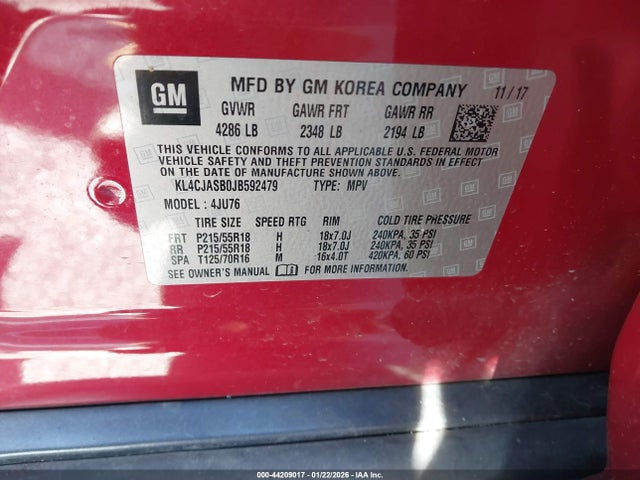 GM
MFD BY GM KOREA COMPANY 11/17
GVWR GAWR FRT GAWR RR
4286 LB 2348 LB 2194 LB
THIS VEHICLE CONFORMS TO ALL APPLICABLE U.S. FEDERAL MOTOR
VEHICLE SAFETY AND THEFT PREVENTION STANDARDS IN EFFECT
ON THE DATE OF MANUFACTURE SHOWN ABOVE.
KL4CJASB0JB592479 TYPE: MPV
MODEL : 4JU76
TIRE SIZE SPEED RTG RIM COLD TIRE PRESSURE
FRT P215/55R18 H 18x7.0J 240KPA, 35 PSI
RR P215/55R18 H 18x7.0J 240KPA, 35 PSI
SPA T125/70R16 M 16x4.0T 420KPA, 60 PSI
SEE OWNER'S MANUAL FOR MORE INFORMATION.
000-44209017 - 01/22/2026 - IAA Inc.